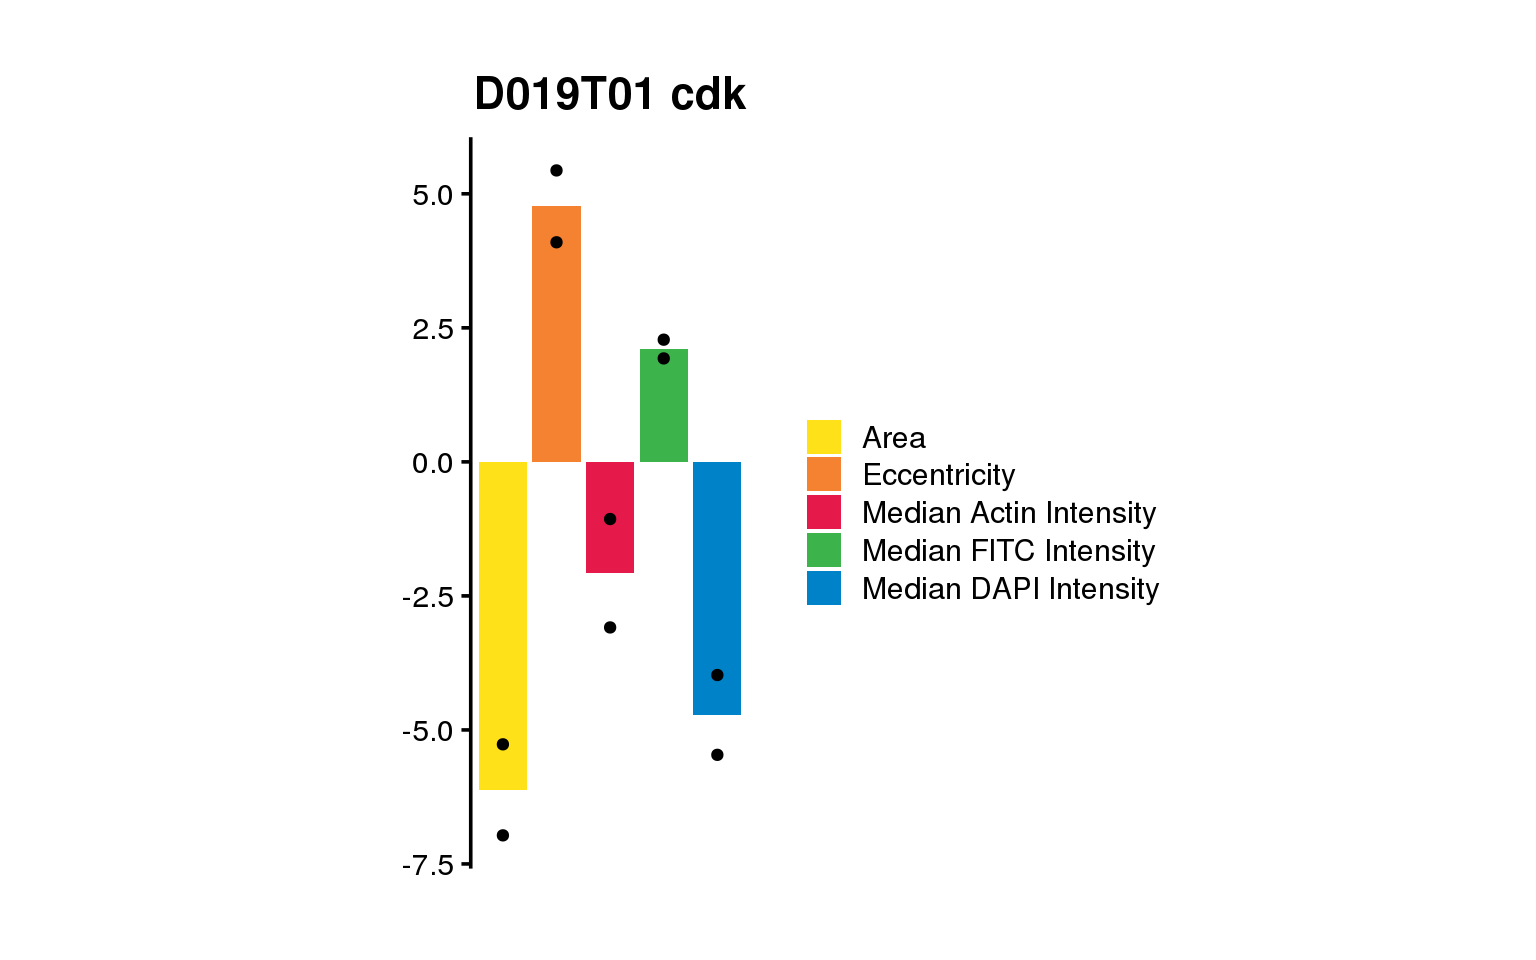 D019T01 cdk
5.0
2.5
0.0
-2.5
-5.0
-7.5
Area
Eccentricity
Median Actin Intensity
Median FITC Intensity
Median DAPI Intensity